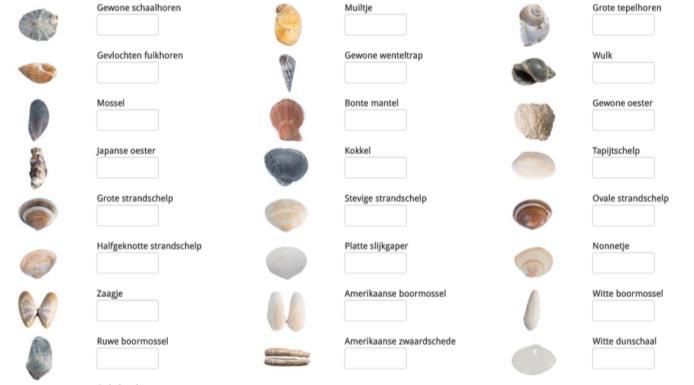 Gewone schaalhoren
Muiltje
Grote tepelhoren
Gevlochten fuikhoren
Gewone wenteltrap
Wulk
Mossel
Bonte mantel
Gewone oester
Japanse oester
Kokkel
Tapijtschelp
Grote strandschelp
Stevige strandschelp
Ovale strandschelp
Halfgeknotte strandschelp
Platte slijkgaper
Nonnetje
Zaagje
Amerikaanse boormossel
Witte boormossel
Ruwe boormossel
Amerikaanse zwaardschede
Witte dunschaal